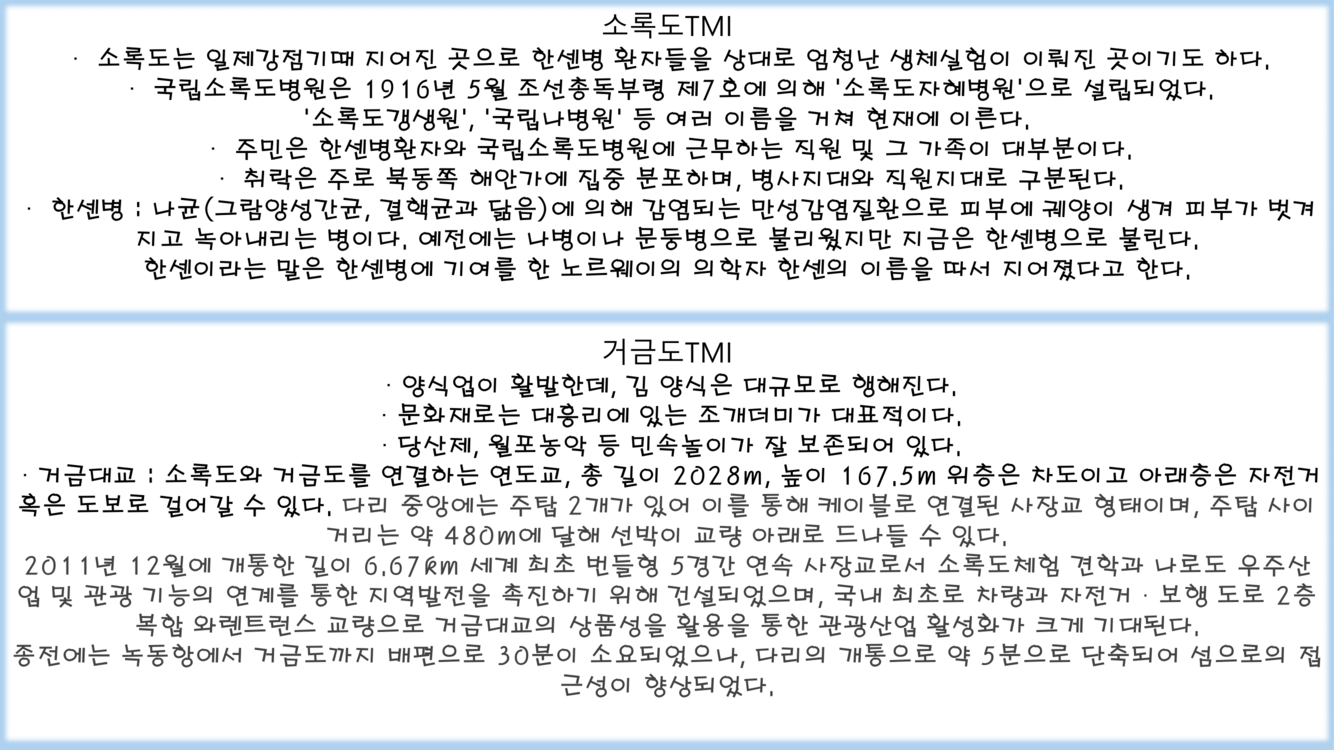 소록도TMI
· 소록도는 일제강점기때 지어진 곳으로 한센병 환자들을 상대로 엄청난 생체실험이 이뤄진 곳이기도 하다.
· 국립소록도병원은 1916년 5월 조선총독부령 제7호에 의해 '소록도자혜병원'으로 설립되었다.
'소록도갱생원', '국립나병원' 등 여러 이름을 거쳐 현재에 이른다.
· 주민은 한센병환자와 국립소록도병원에 근무하는 직원 및 그 가족이 대부분이다.
· 취락은 주로 북동쪽 해안가에 집중 분포하며, 병사지대와 직원지대로 구분된다.
· 한센병 : 나균(그람양성간균, 결핵균과 닮음)에 의해 감염되는 만성감염질환으로 피부에 궤양이 생겨 피부가 벗겨
지고 녹아내리는 병이다. 예전에는 나병이나 문둥병으로 불리웠지만 지금은 한센병으로 불린다.
한센이라는 말은 한센병에 기여를 한 노르웨이의 의학자 한센의 이름을 따서 지어졌다고 한다.
거금도TMI
· 양식업이 활발한데, 김 양식은 대규모로 행해진다.
· 문화재로는 대흥리에 있는 조개더미가 대표적이다.
· 당산제, 월포농악 등 민속놀이가 잘 보존되어 있다.
· 거금대교 : 소록도와 거금도를 연결하는 연도교, 총 길이 2028m, 높이 167.5m 위층은 차도이고 아래층은 자전거
혹은 도보로 걸어갈 수 있다. 다리 중앙에는 주탑 2개가 있어 이를 통해 케이블로 연결된 사장교 형태이며, 주탑 사이
거리는 약 480m에 달해 선박이 교량 아래로 드나들 수 있다.
2011년 12월에 개통한 길이 6.67km 세계 최초 번들형 5경간 연속 사장교로서 소록도체험 견학과 나로도 우주산
업 및 관광 기능의 연계를 통한 지역발전을 촉진하기 위해 건설되었으며, 국내 최초로 차량과 자전거 · 보행 도로 2층
복합 와렌트런스 교량으로 거금대교의 상품성을 활용을 통한 관광산업 활성화가 크게 기대된다.
종전에는 녹동항에서 거금도까지 배편으로 30분이 소요되었으나, 다리의 개통으로 약 5분으로 단축되어 섬으로의 접
근성이 향상되었다.